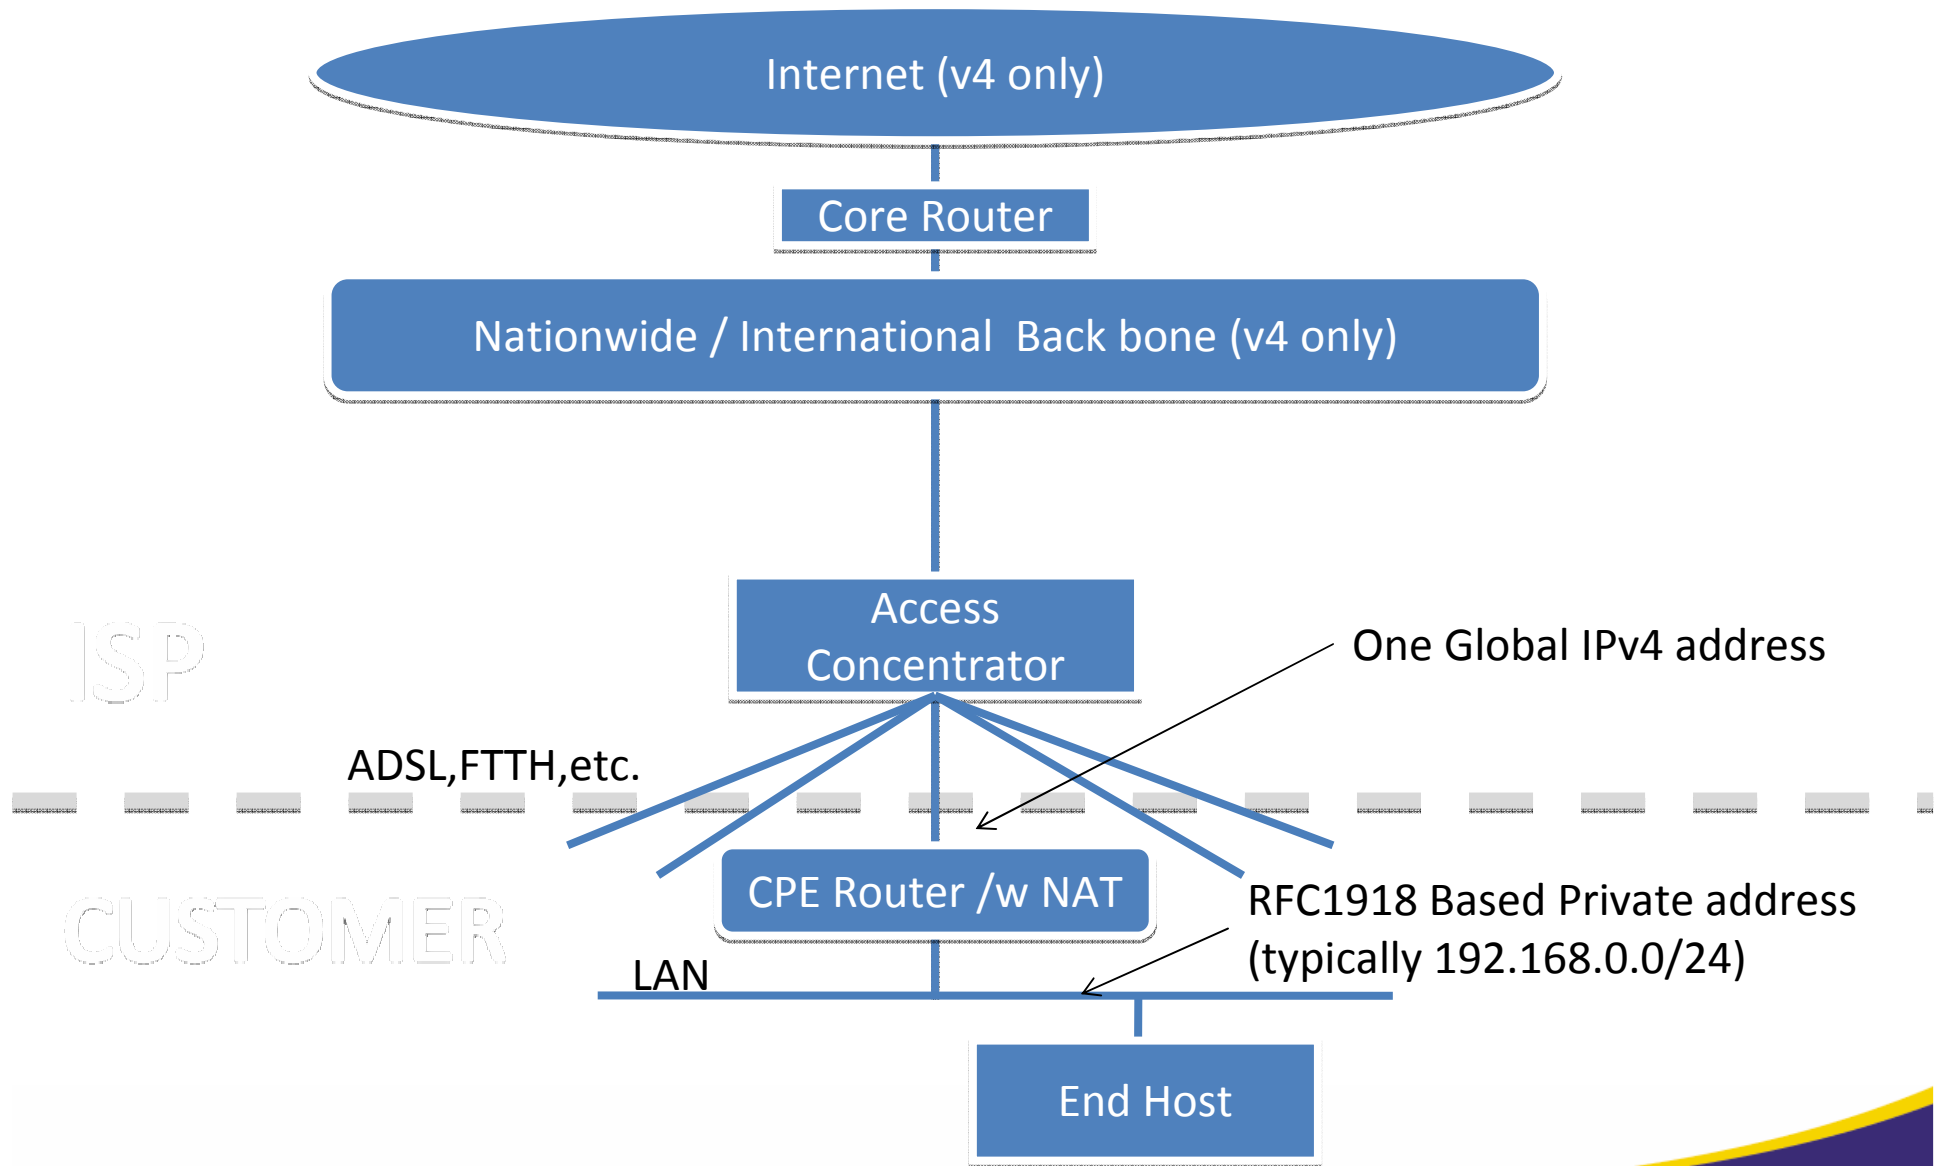 Internet (v4 only)
Core Router
Nationwide / International  Back bone (v4 only)
Access
Concentrator
ISP
One Global IPv4 address
ADSL,FTTH,etc.
CPE Router /w NAT
CUSTOMER
RFC1918 Based Private address
(typically 192.168.0.0/24)
LAN
End Host